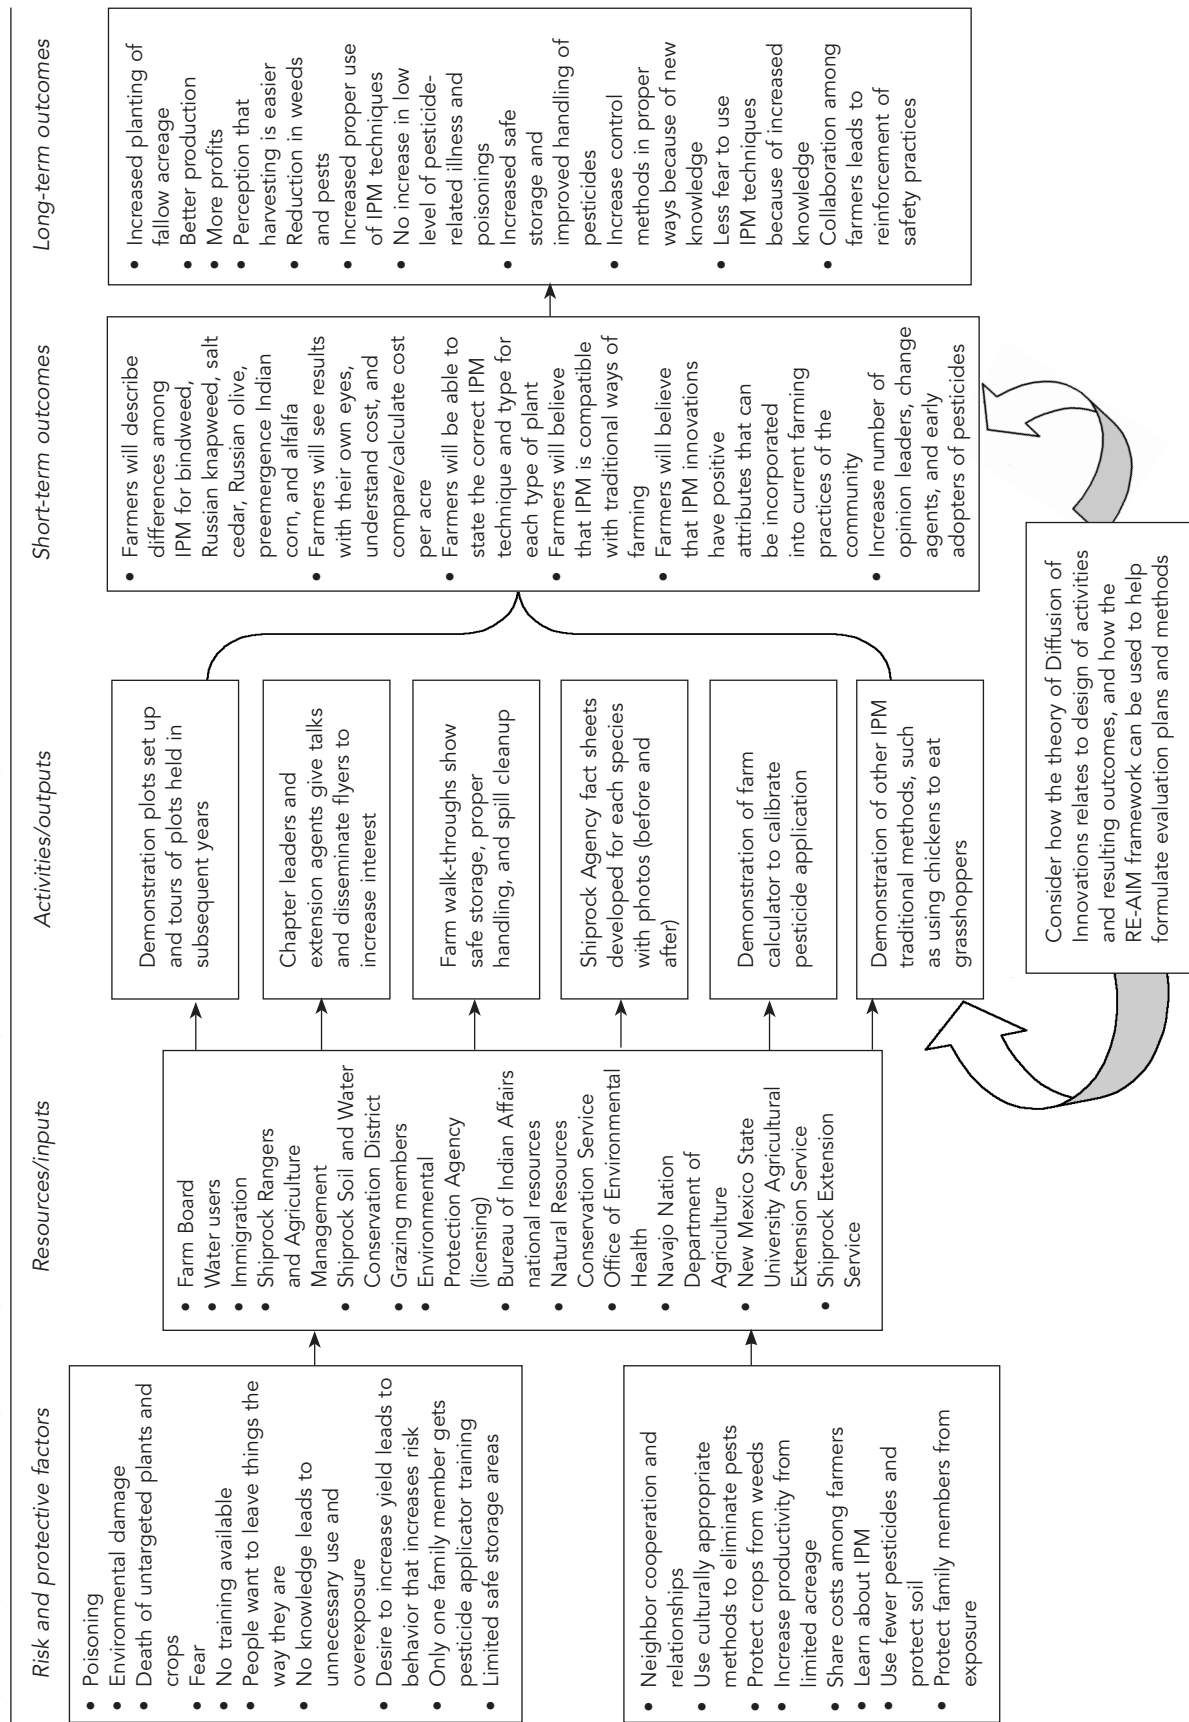 Risk and protective factors
• Poisoning
• Environmental damage
• Death of untargeted plants and
crops
• Fear
• No training available
• People want to leave things the
way they are
• No knowledge leads to
unnecessary use and
overexposure
• Desire to increase yield leads to
behavior that increases risk
• Only one family member gets
pesticide applicator training
• Limited safe storage areas
• Neighbor cooperation and
relationships
• Use culturally appropriate
methods to eliminate pests
• Protect crops from weeds
• Increase productivity from
limited acreage
• Share costs among farmers
• Learn about IPM
• Use fewer pesticides and
protect soil
• Protect family members from
exposure
Resources/inputs
• Farm Board
• Water users
• Immigration
• Shiprock Rangers
and Agriculture
Management
• Shiprock Soil and Water
Conservation District
• Grazing members
• Environmental
Protection Agency
(licensing)
• Bureau of Indian Affairs
national resources
• Natural Resources
Conservation Service
• Office of Environmental
Health
• Navajo Nation
Department of
Agriculture
• New Mexico State
University Agricultural
Extension Service
• Shiprock Extension
Service
Activities/outputs
Demonstration plots set up
and tours of plots held in
subsequent years
Chapter leaders and
extension agents give talks
and disseminate flyers to
increase interest
Farm walk-throughs show
safe storage, proper
handling, and spill cleanup
Shiprock Agency fact sheets
developed for each species
with photos (before and
after)
Demonstration of farm
calculator to calibrate
pesticide application
Demonstration of other IPM
traditional methods, such
as using chickens to eat
grasshoppers
Short-term outcomes
• Farmers will describe
differences among
IPM for bindweed,
Russian knapweed, salt
cedar, Russian olive,
preemergence Indian
corn, and alfalfa
• Farmers will see results
with their own eyes,
understand cost, and
compare/calculate cost
per acre
• Farmers will be able to
state the correct IPM
technique and type for
each type of plant
• Farmers will believe
that IPM is compatible
with traditional ways of
farming
• Farmers will believe
that IPM innovations
have positive
attributes that can
be incorporated
into current farming
practices of the
community
• Increase number of
opinion leaders, change
agents, and early
adopters of pesticides
Long-term outcomes
• Increased planting of
fallow acreage
• Better production
• More profits
• Perception that
harvesting is easier
• Reduction in weeds
and pests
• Increased proper use
of IPM techniques
• No increase in low
level of pesticide-
related illness and
poisonings
• Increased safe
storage and
improved handling of
pesticides
• Increase control
methods in proper
ways because of new
knowledge
• Less fear to use
IPM techniques
because of increased
knowledge
• Collaboration among
farmers leads to
reinforcement of
safety practices
Consider how the theory of Diffusion of
Innovations relates to design of activities
and resulting outcomes, and how the
RE-AIM framework can be used to help
formulate evaluation plans and methods